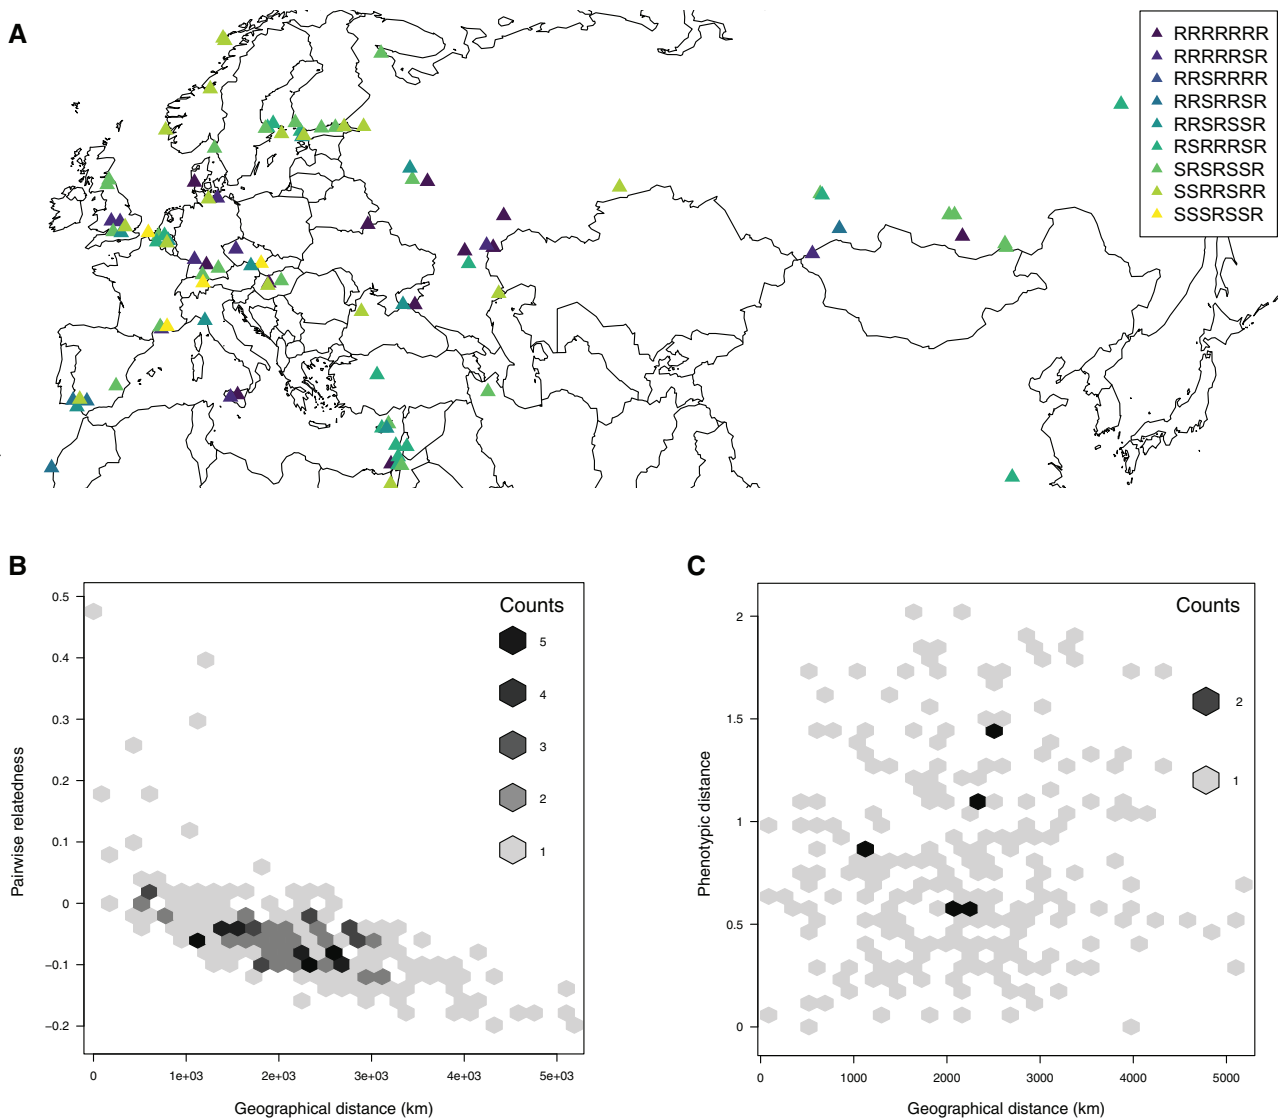 A
RRRRRRR
RRRRRSR
RRSRRRR
RRSRRSR
RRSRSSR
RSRRRSR
SRSRSSR
SSRRSRR
SSSRSSR
B
Counts
5
4
3
2
1
0.5
0.4
0.3
0.2
0.1
0
−0.1
−0.2
Pairwise relatedness
0
1e+03
2e+03
3e+03
4e+03
5e+03
Geographical distance (km)
C
Counts
2
1
2
1.5
1
0.5
0
Phenotypic distance
0
1000
2000
3000
4000
5000
Geographical distance (km)